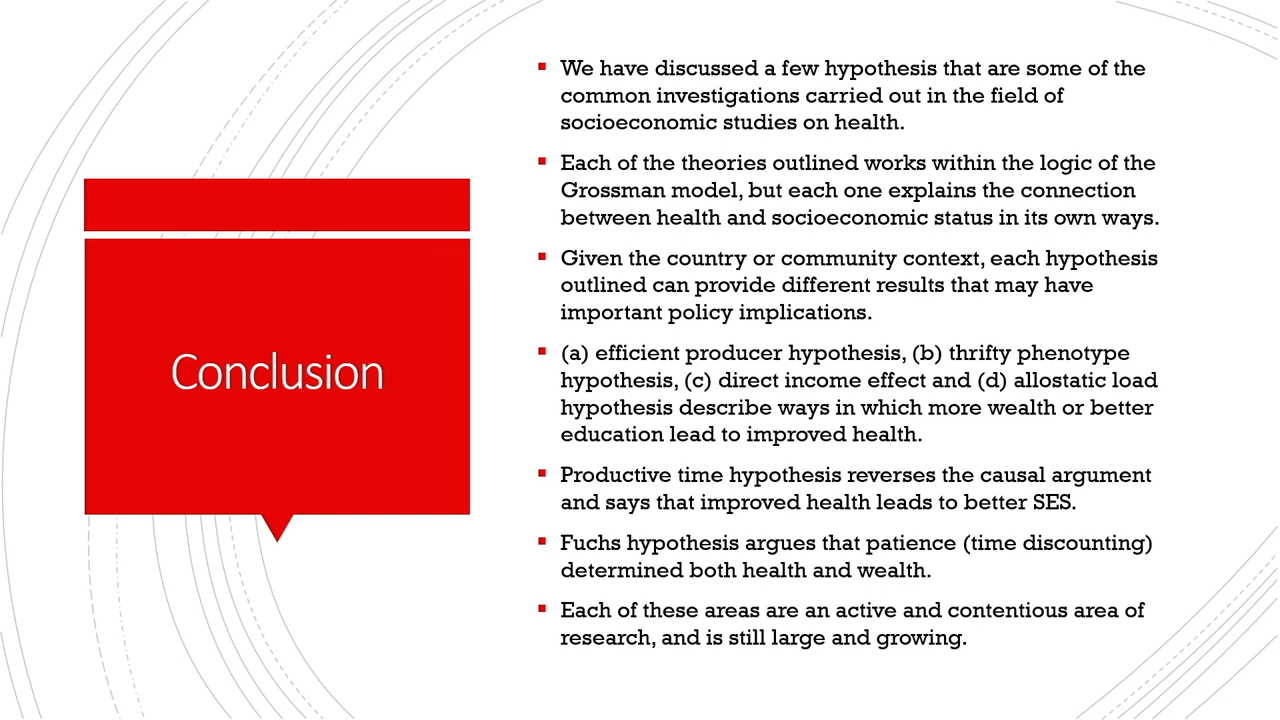 Conclusion
We have discussed a few hypothesis that are some of the
common investigations carried out in the field of
socioeconomic studies on health.
Each of the theories outlined works within the logic of the
Grossman model, but each one explains the connection
between health and socioeconomic status in its own ways.
Given the country or community context, each hypothesis
outlined can provide different results that may have
important policy implications.
(a) efficient producer hypothesis, (b) thrifty phenotype
hypothesis, (c) direct income effect and (d) allostatic load
hypothesis describe ways in which more wealth or better
education lead to improved health.
Productive time hypothesis reverses the causal argument
and says that improved health leads to better SES.
Fuchs hypothesis argues that patience (time discounting)
determined both health and wealth.
Each of these areas are an active and contentious area of
research, and is still large and growing.